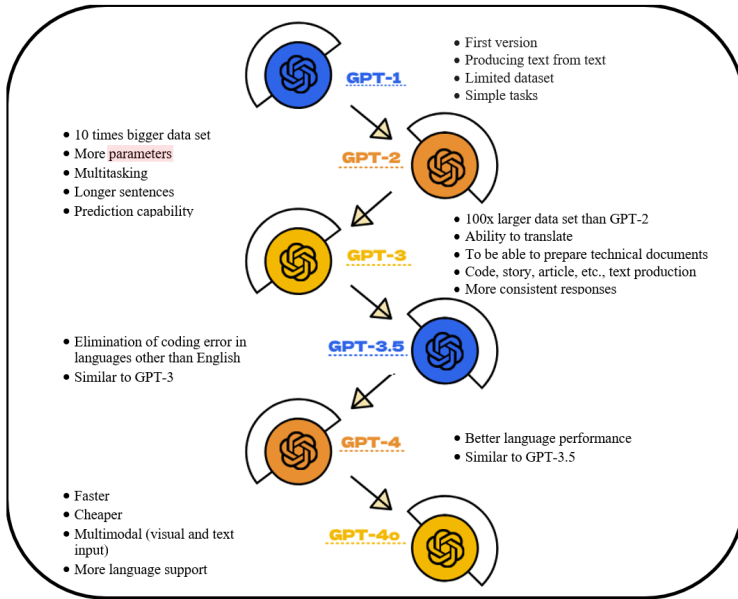 GPT-1
• First version
• Producing text from text
• Limited dataset
• Simple tasks
GPT-2
• 10 times bigger data set
• More parameters
• Multitasking
• Longer sentences
• Prediction capability
GPT-3
• 100x larger data set than GPT-2
• Ability to translate
• To be able to prepare technical documents
• Code, story, article, etc., text production
• More consistent responses
GPT-3.5
• Elimination of coding error in
languages other than English
• Similar to GPT-3
GPT-4
• Better language performance
• Similar to GPT-3.5
GPT-4o
• Faster
• Cheaper
• Multimodal (visual and text
input)
• More language support